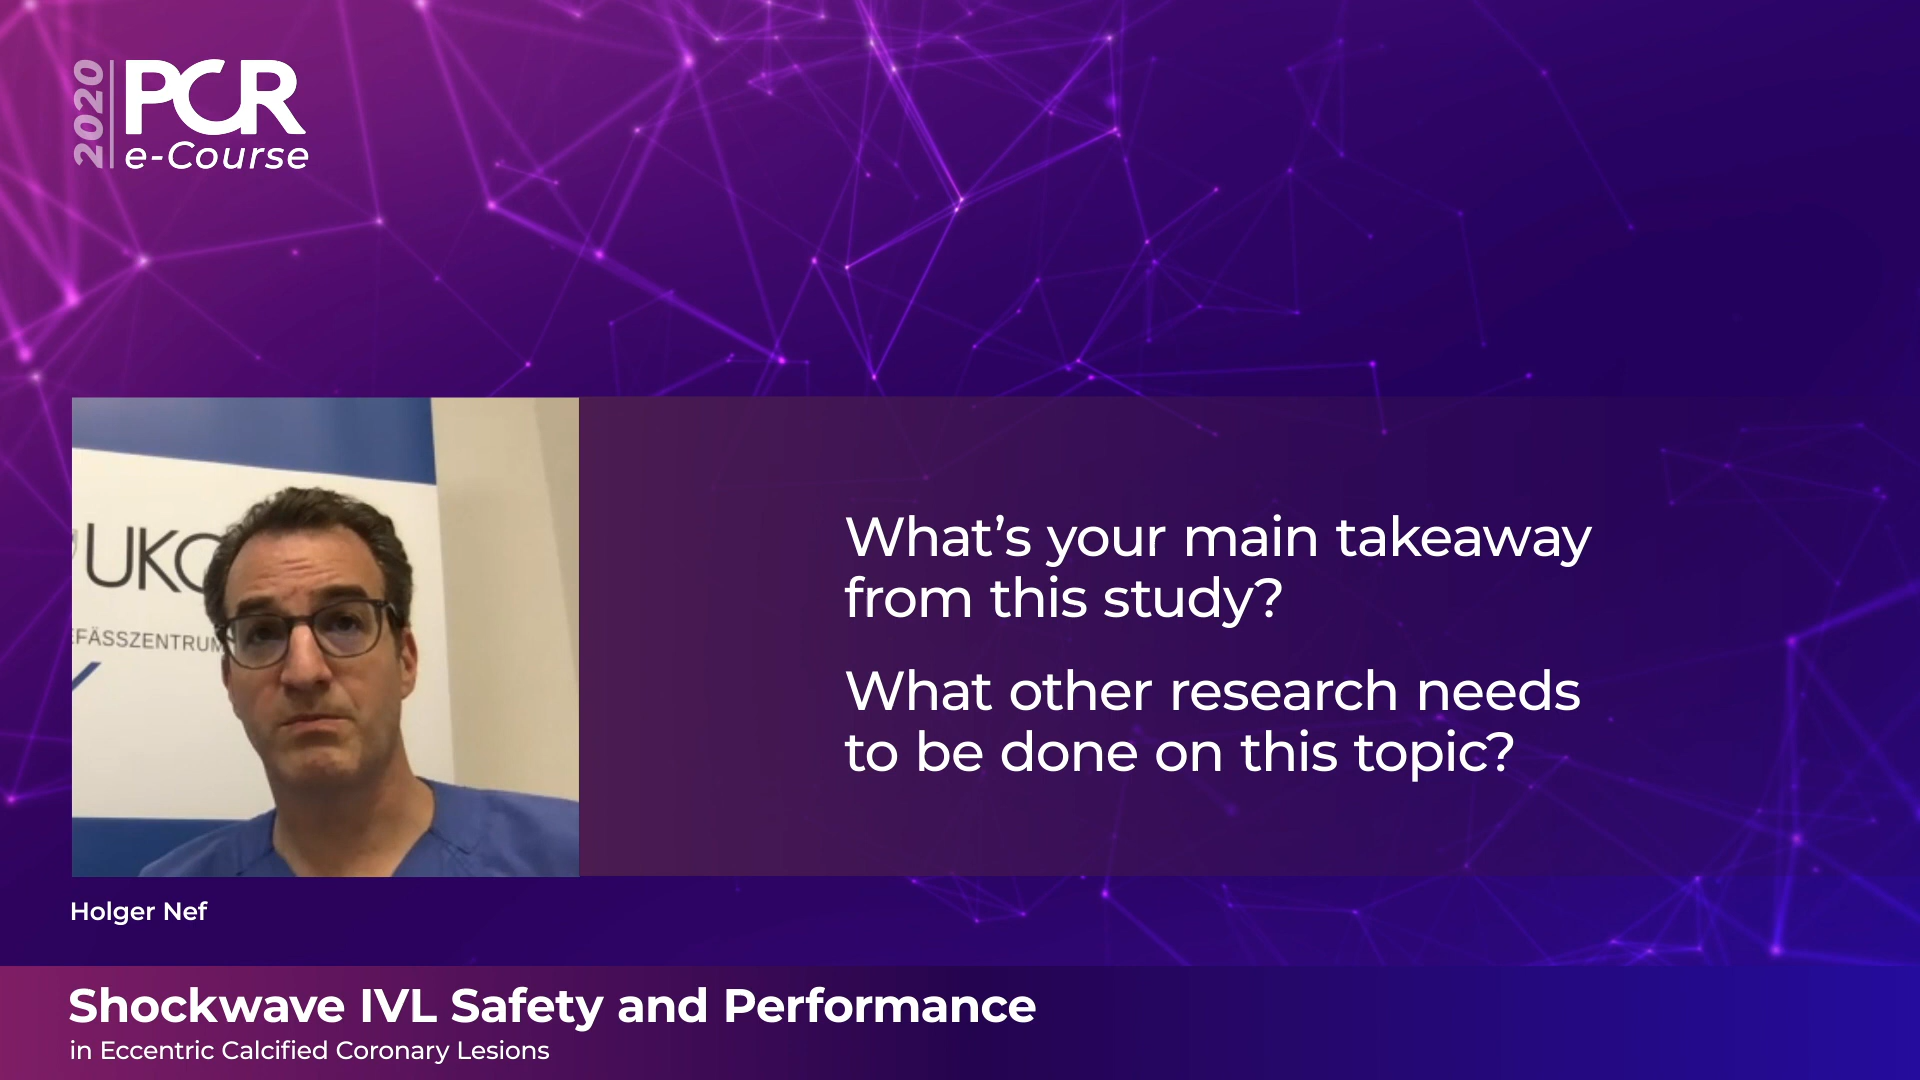 2020
PCR
e-Course
UKG
EFÄSSZENTRUM
What's your main takeaway
from this study?
What other research needs
to be done on this topic?
Holger Nef
Shockwave IVL Safety and Performance
in Eccentric Calcified Coronary Lesions